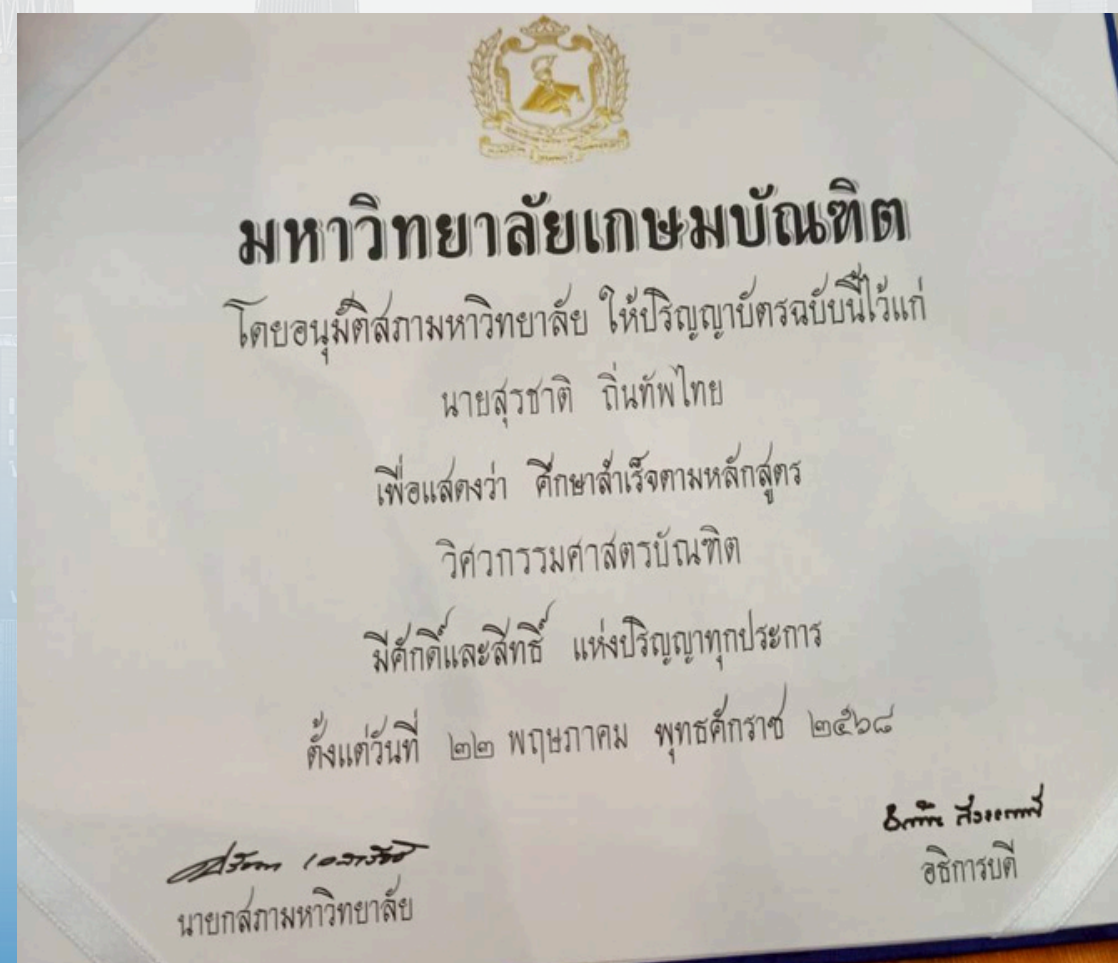 มหาวิทยาลัยเกษมบัณฑิต
โดยอนุมัติสภามหาวิทยาลัย ให้ปริญญาบัตรฉบับนี้ไว้แก่
นายสุรชาติ ถิ่นทัพไทย
เพื่อแสดงว่า ศึกษาสำเร็จตามหลักสูตร
วิศวกรรมศาสตรบัณฑิต
มีศักดิ์และสิทธิ์ แห่งปริญญาทุกประการ
ตั้งแต่วันที่ ๒๒ พฤษภาคม พุทธศักราช ๒๕๖๘
นายกสภามหาวิทยาลัย
อธิการบดี